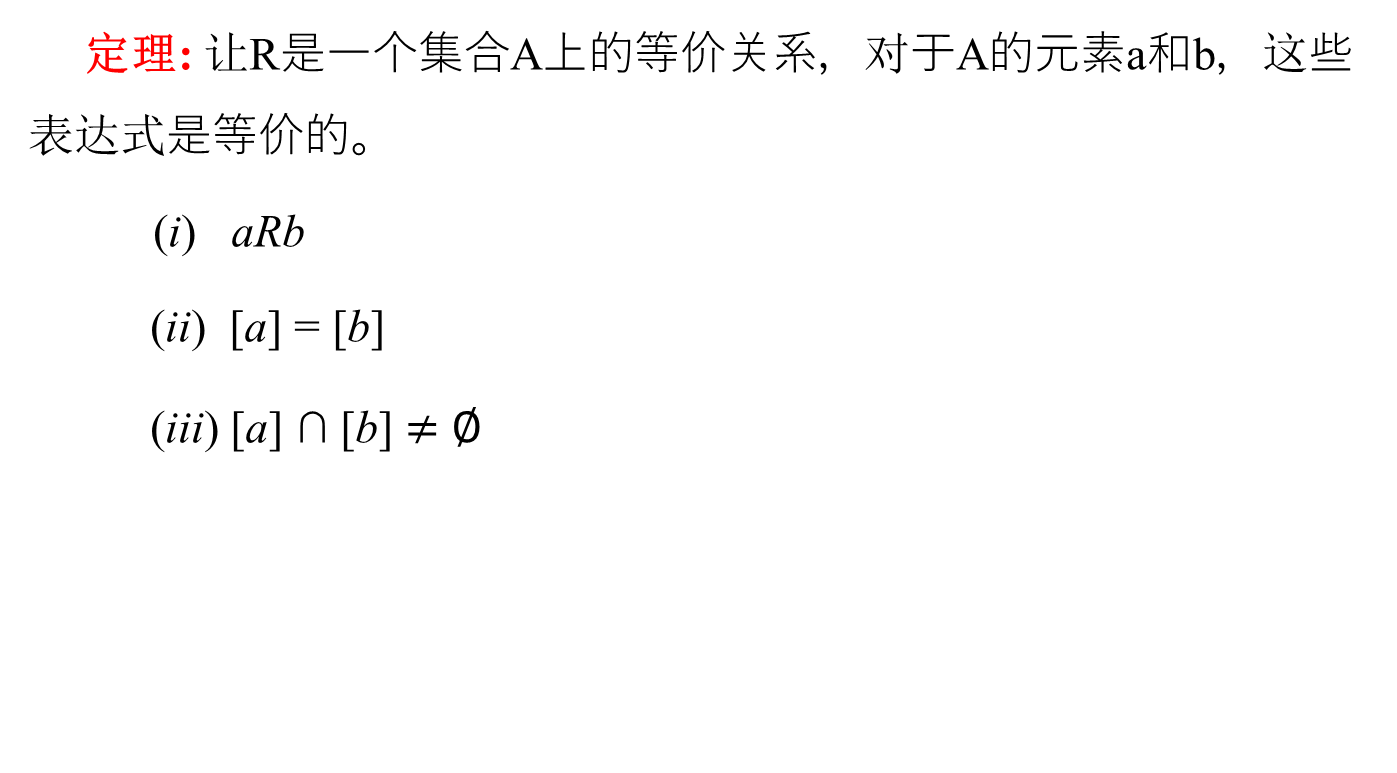 定理: 让R是一个集合A上的等价关系, 对于A的元素a和b, 这些
表达式是等价的。
(i) aRb
(ii) [a] = [b]
(iii) [a] ∩ [b] ≠ ∅